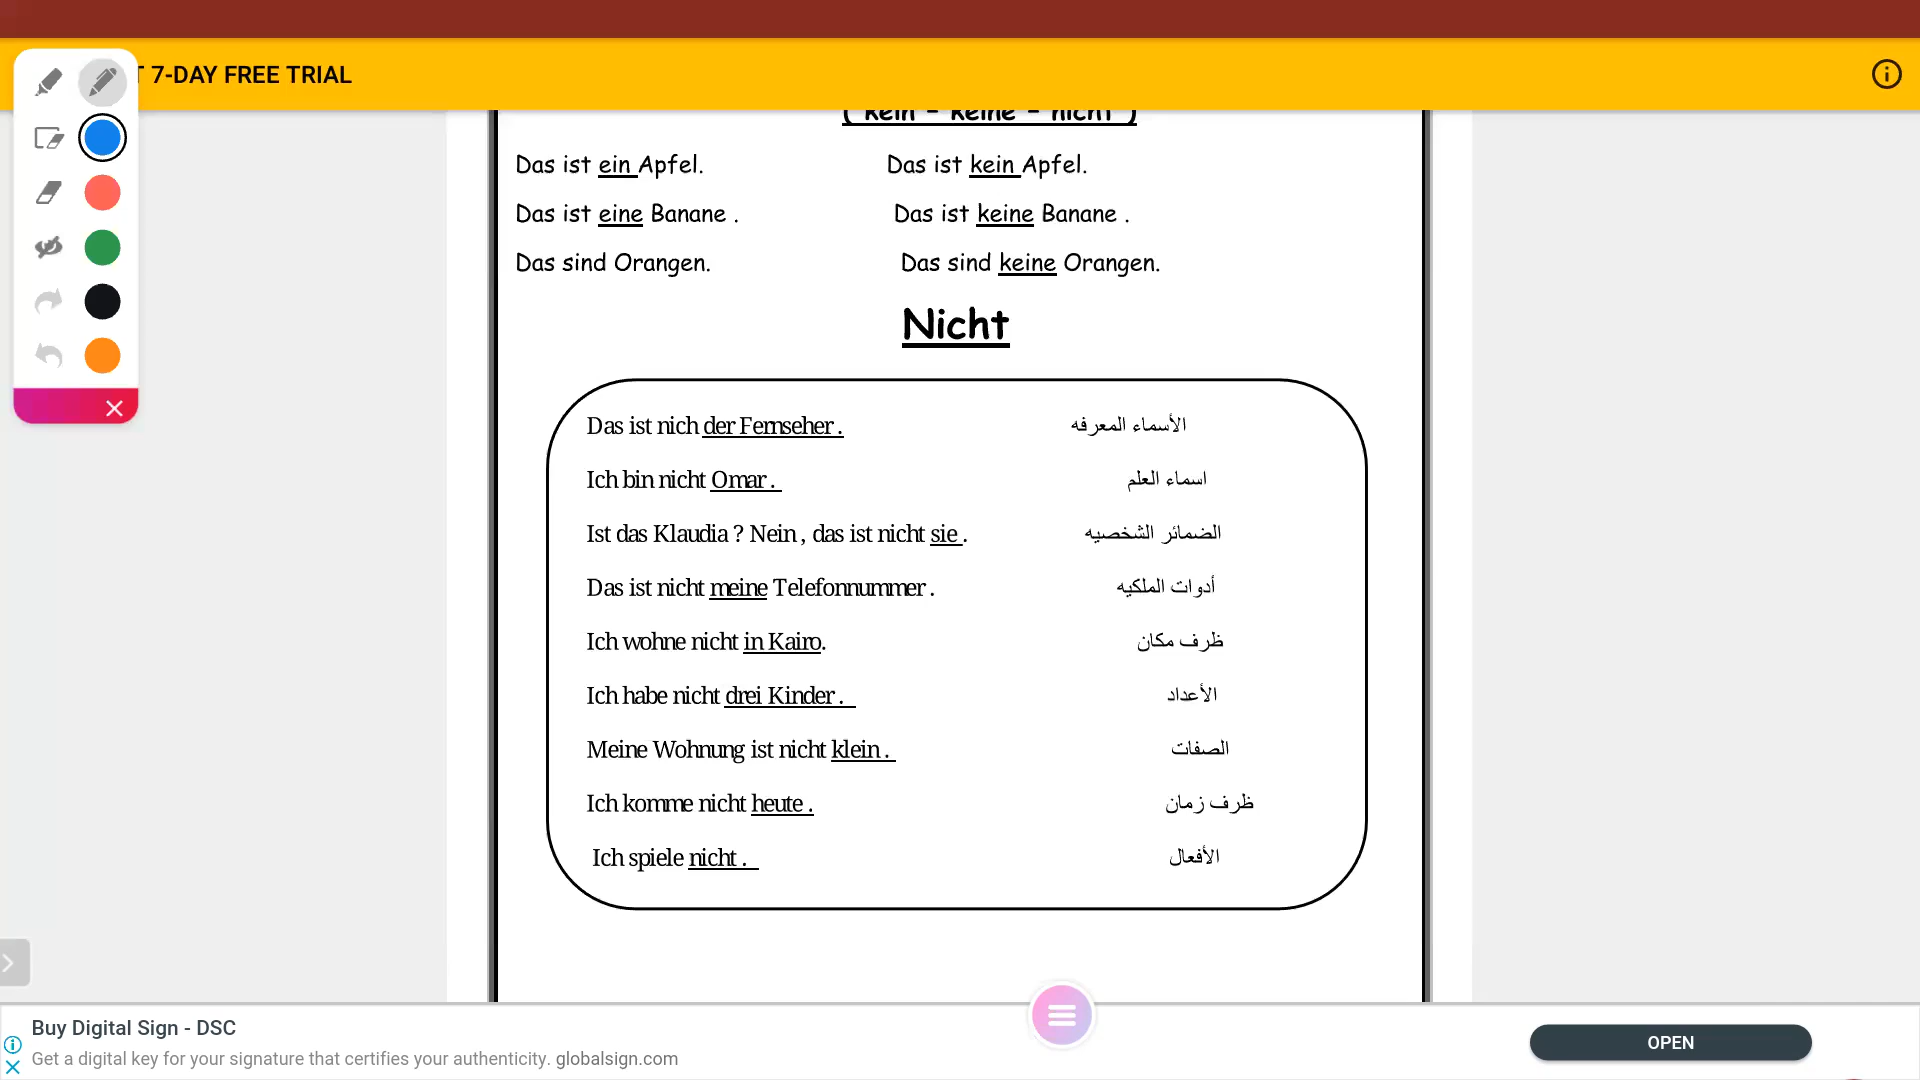 T 7-DAY FREE TRIAL
( kein – keine – nicht )
Das ist ein Apfel. Das ist kein Apfel.
Das ist eine Banane . Das ist keine Banane .
Das sind Orangen. Das sind keine Orangen.
Nicht
Das ist nich der Fernseher . الأسماء المعرفه
Ich bin nicht Omar . اسماء العلم
Ist das Klaudia ? Nein , das ist nicht sie . الضمائر الشخصيه
Das ist nicht meine Telefonnummer . أدوات الملكيه
Ich wohne nicht in Kairo. ظرف مكان
Ich habe nicht drei Kinder . الأعداد
Meine Wohnung ist nicht klein . الصفات
Ich komme nicht heute . ظرف زمان
Ich spiele nicht . الأفعال
Buy Digital Sign - DSC
Get a digital key for your signature that certifies your authenticity. globalsign.com
OPEN